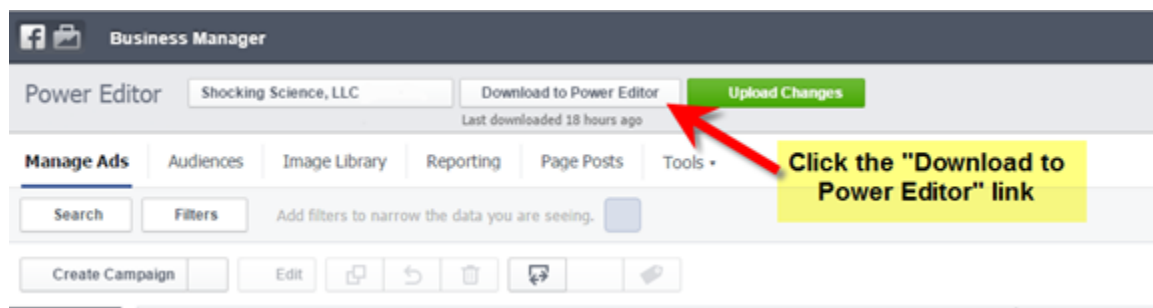 Business Manager
Power Editor Shocking Science, LLC Download to Power Editor Upload Changes
Last downloaded 18 hours ago
Manage Ads Audiences Image Library Reporting Page Posts Tools
Click the "Download to
Power Editor" link
Search Filters Add filters to narrow the data you are seeing.
Create Campaign Edit